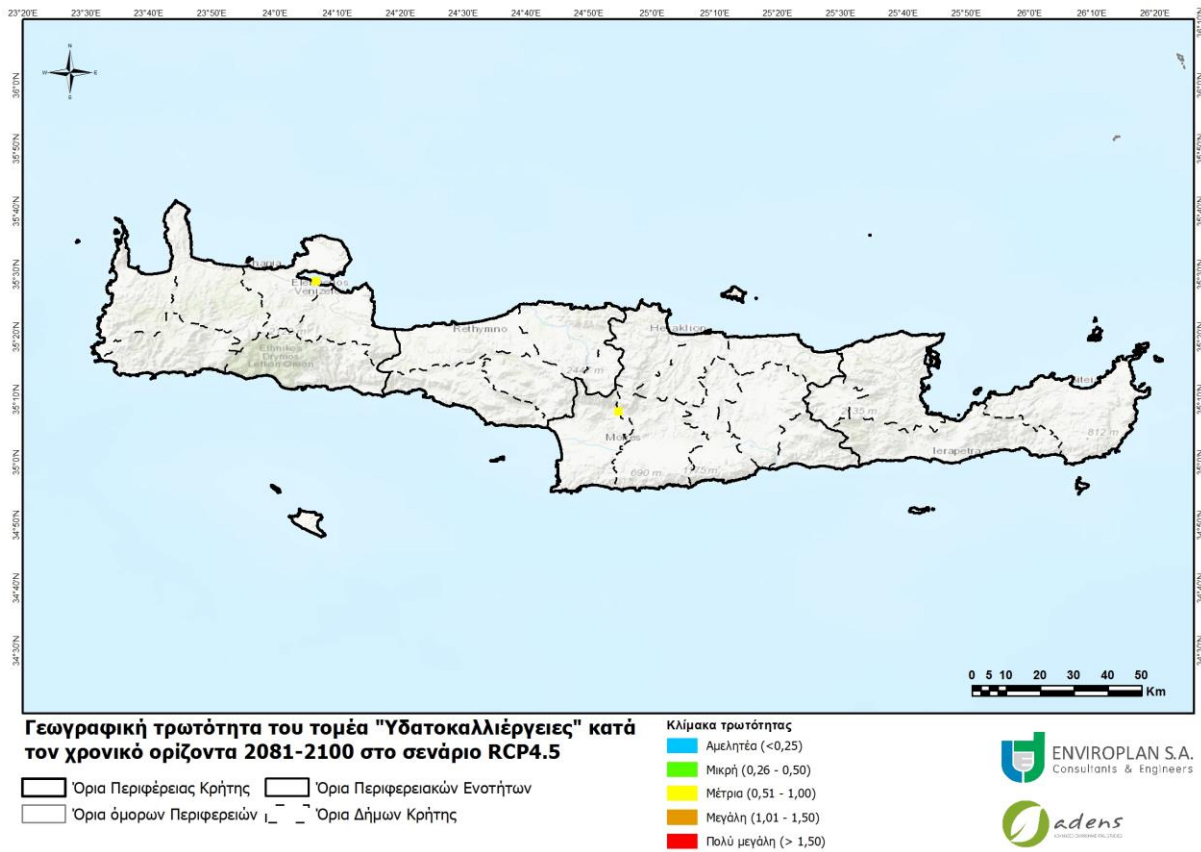 23°20'E 23°30'E 23°40'E 23°50'E 24°0'E 24°10'E 24°20'E 24°30'E 24°40'E 24°50'E 25°0'E 25°10'E 25°20'E 25°30'E 25°40'E 25°50'E 26°0'E 26°10'E 26°20'E
N
W E
S
36°0'N
35°50'N
35°40'N
35°30'N
35°20'N
35°10'N
35°0'N
34°50'N
34°40'N
34°30'N
Rethymno
Heraklion
Ethnikos
Drymos
Lefkon Oreon
Ierapetra
812 m
690 m
0 5 10 20 30 40 50
Km
Γεωγραφική τρωτότητα του τομέα "Υδατοκαλλιέργειες" κατά
τον χρονικό ορίζοντα 2081-2100 στο σενάριο RCP4.5
Όρια Περιφέρειας Κρήτης
Όρια Περιφερειακών Ενοτήτων
Όρια όμορων Περιφερειών
Όρια Δήμων Κρήτης
Κλίμακα τρωτότητας
Αμελητέα (<0,25)
Μικρή (0,26 - 0,50)
Μέτρια (0,51 - 1,00)
Μεγάλη (1,01 - 1,50)
Πολύ μεγάλη (> 1,50)
ENVIROPLAN S.A.
Consultants & Engineers
adens